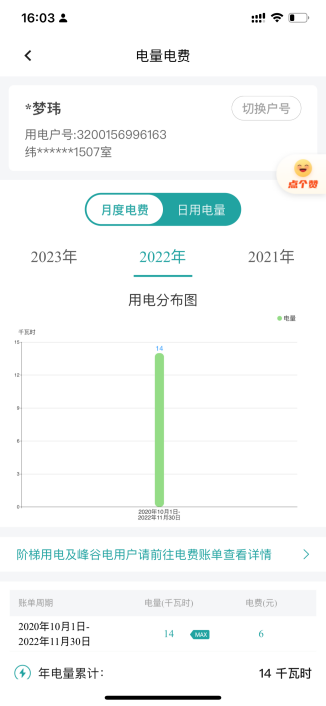 16:03
电量电费
*梦玮
切换户号
用电户号:3200156996163
纬******1507室
点个赞
月度电费
日用电量
2023年
2022年
2021年
用电分布图
电量
千瓦时
15
14
12
9
6
3
0
2020年10月1日-
2022年11月30日
阶梯用电及峰谷电用户请前往电费账单查看详情
账单周期 电量(千瓦时) 电费(元)
2020年10月1日-
2022年11月30日
14 MAX 6
年电量累计: 14 千瓦时